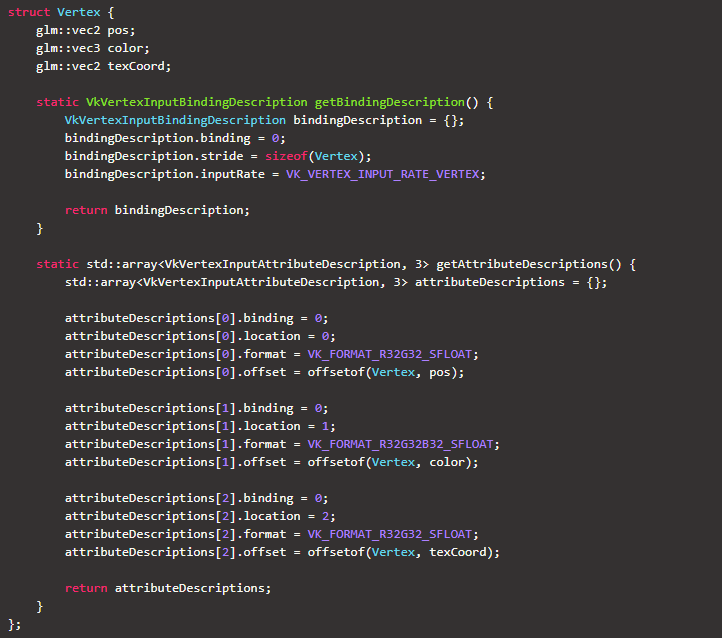 struct Vertex {
    glm::vec2 pos;
    glm::vec3 color;
    glm::vec2 texCoord;

    static VkVertexInputBindingDescription getBindingDescription() {
        VkVertexInputBindingDescription bindingDescription = {};
        bindingDescription.binding = 0;
        bindingDescription.stride = sizeof(Vertex);
        bindingDescription.inputRate = VK_VERTEX_INPUT_RATE_VERTEX;

        return bindingDescription;
    }

    static std::array<VkVertexInputAttributeDescription, 3> getAttributeDescriptions() {
        std::array<VkVertexInputAttributeDescription, 3> attributeDescriptions = {};

        attributeDescriptions[0].binding = 0;
        attributeDescriptions[0].location = 0;
        attributeDescriptions[0].format = VK_FORMAT_R32G32_SFLOAT;
        attributeDescriptions[0].offset = offsetof(Vertex, pos);

        attributeDescriptions[1].binding = 0;
        attributeDescriptions[1].location = 1;
        attributeDescriptions[1].format = VK_FORMAT_R32G32B32_SFLOAT;
        attributeDescriptions[1].offset = offsetof(Vertex, color);

        attributeDescriptions[2].binding = 0;
        attributeDescriptions[2].location = 2;
        attributeDescriptions[2].format = VK_FORMAT_R32G32_SFLOAT;
        attributeDescriptions[2].offset = offsetof(Vertex, texCoord);

        return attributeDescriptions;
    }
};